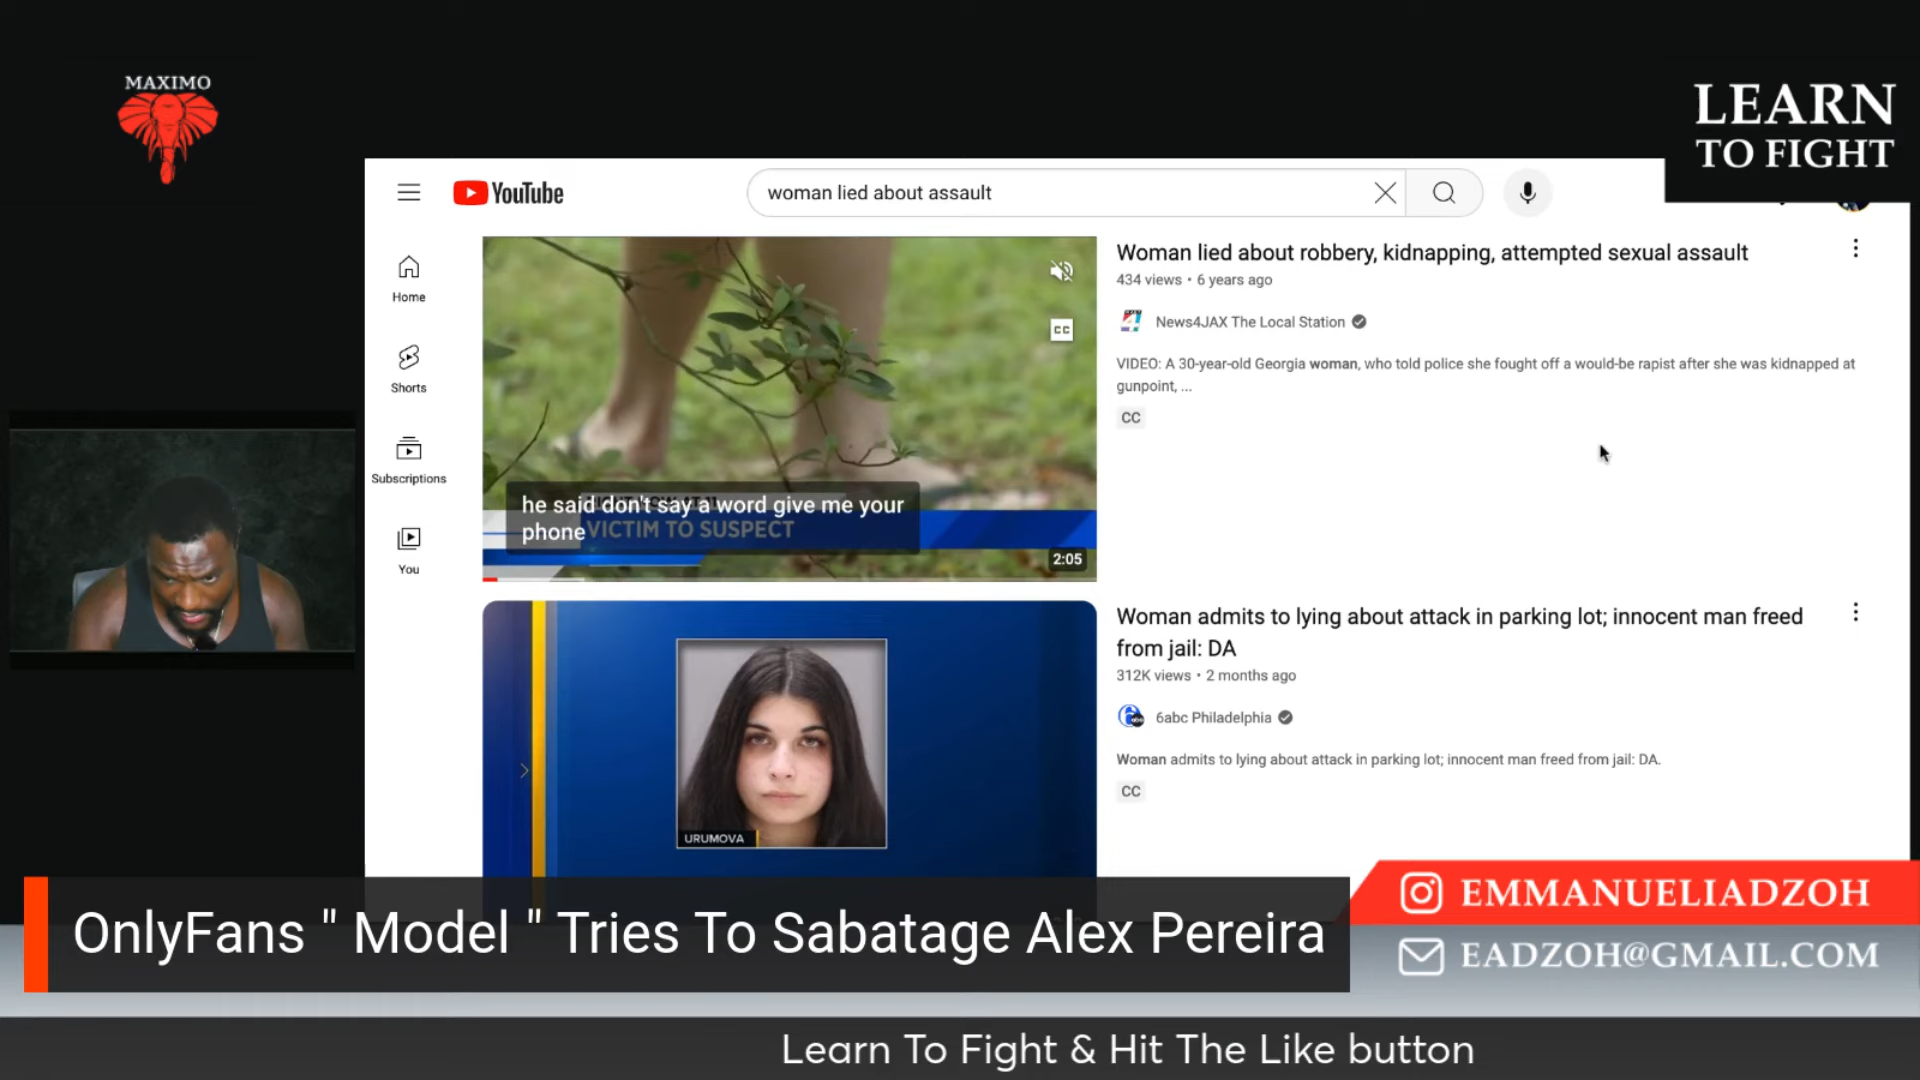 MAXIMO
LEARN
TO FIGHT
YouTube
woman lied about assault
Home
Shorts
Subscriptions
You
CC
he said don't say a word give me your
phone
VICTIM TO SUSPECT
2:05
Woman lied about robbery, kidnapping, attempted sexual assault
434 views • 6 years ago
News4JAX The Local Station
VIDEO: A 30-year-old Georgia woman, who told police she fought off a would-be rapist after she was kidnapped at
gunpoint, ...
CC
URUMOVA
Woman admits to lying about attack in parking lot; innocent man freed
from jail: DA
312K views • 2 months ago
6abc Philadelphia
Woman admits to lying about attack in parking lot; innocent man freed from jail: DA.
CC
OnlyFans " Model " Tries To Sabatage Alex Pereira
EMMANUELIADZOH
EADZOH@GMAIL.COM
Learn To Fight & Hit The Like button